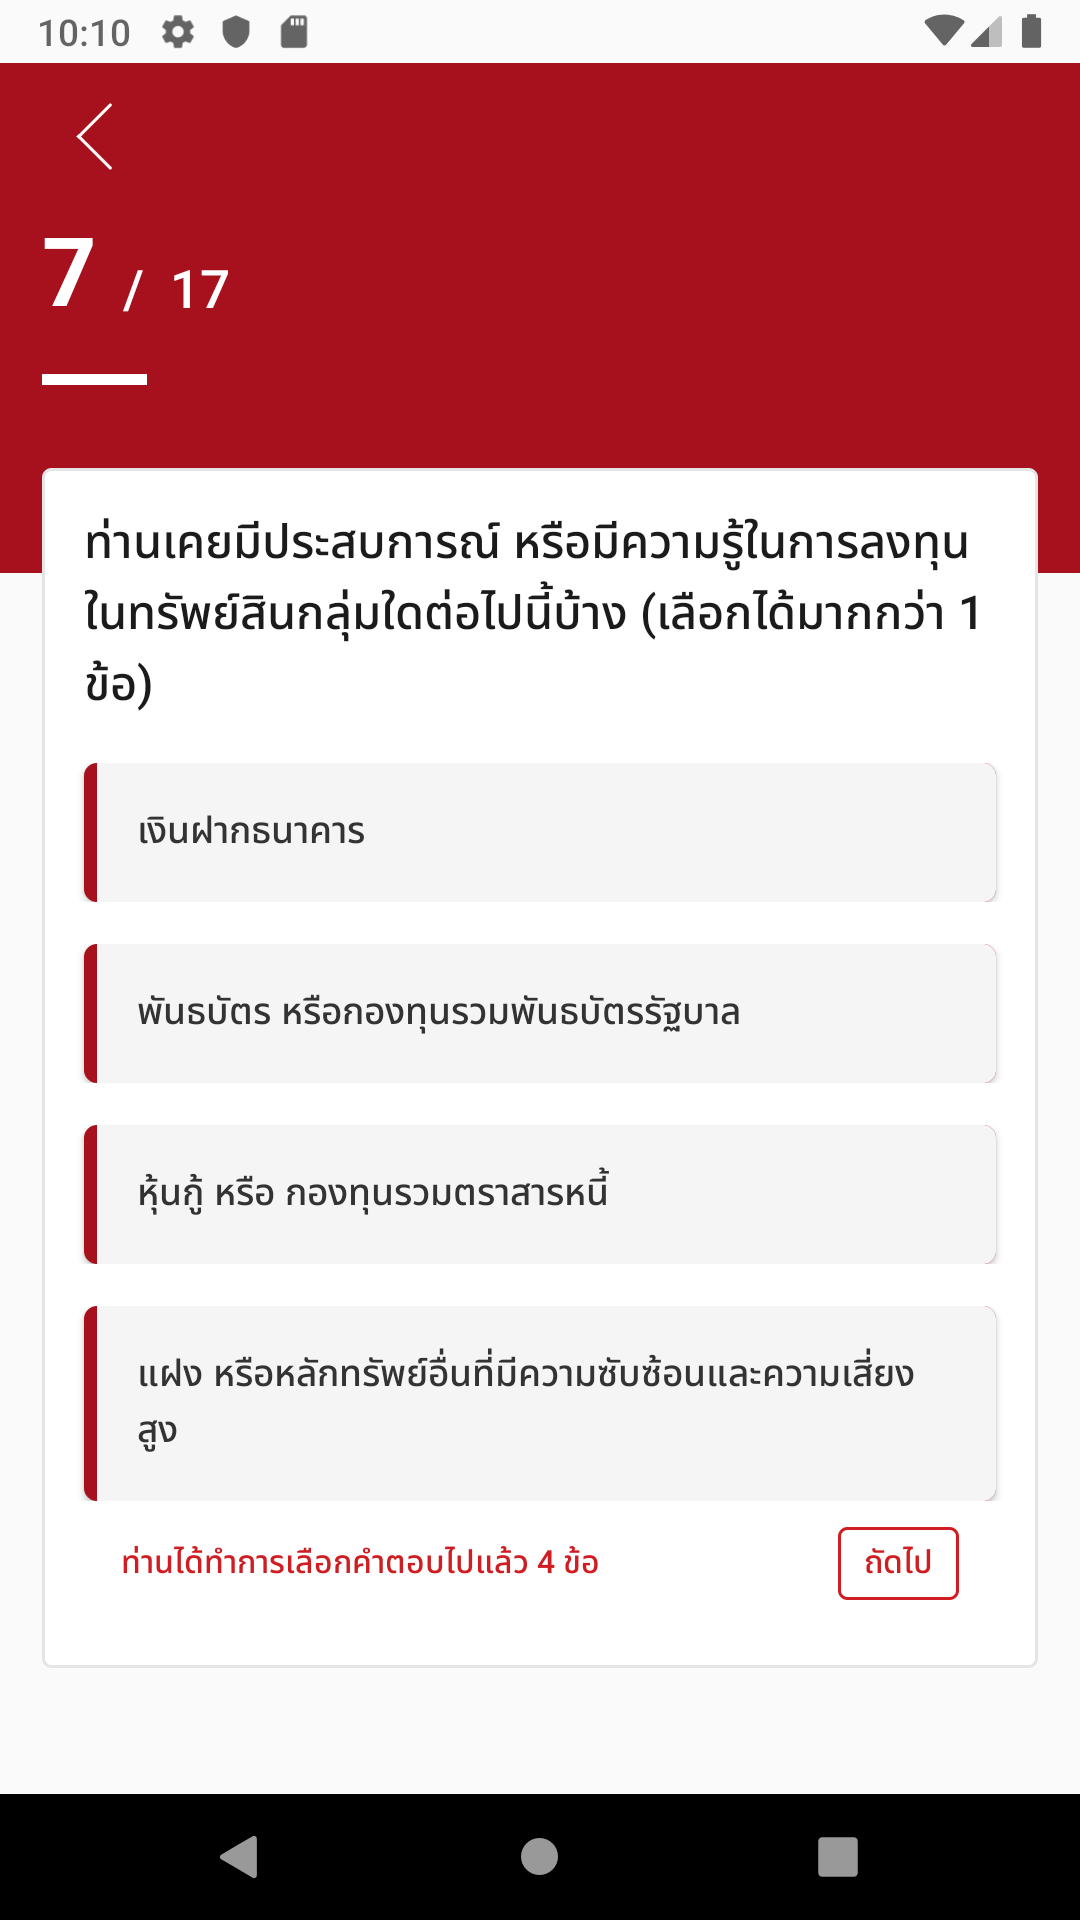 10:10
7 / 17
ท่านเคยมีประสบการณ์ หรือมีความรู้ในการลงทุน
ในทรัพย์สินกลุ่มใดต่อไปนี้บ้าง (เลือกได้มากกว่า 1
ข้อ)
เงินฝากธนาคาร
พันธบัตร หรือกองทุนรวมพันธบัตรรัฐบาล
หุ้นกู้ หรือ กองทุนรวมตราสารหนี้
แฝง หรือหลักทรัพย์อื่นที่มีความซับซ้อนและความเสี่ยง
สูง
ท่านได้ทำการเลือกคำตอบไปแล้ว 4 ข้อ
ถัดไป